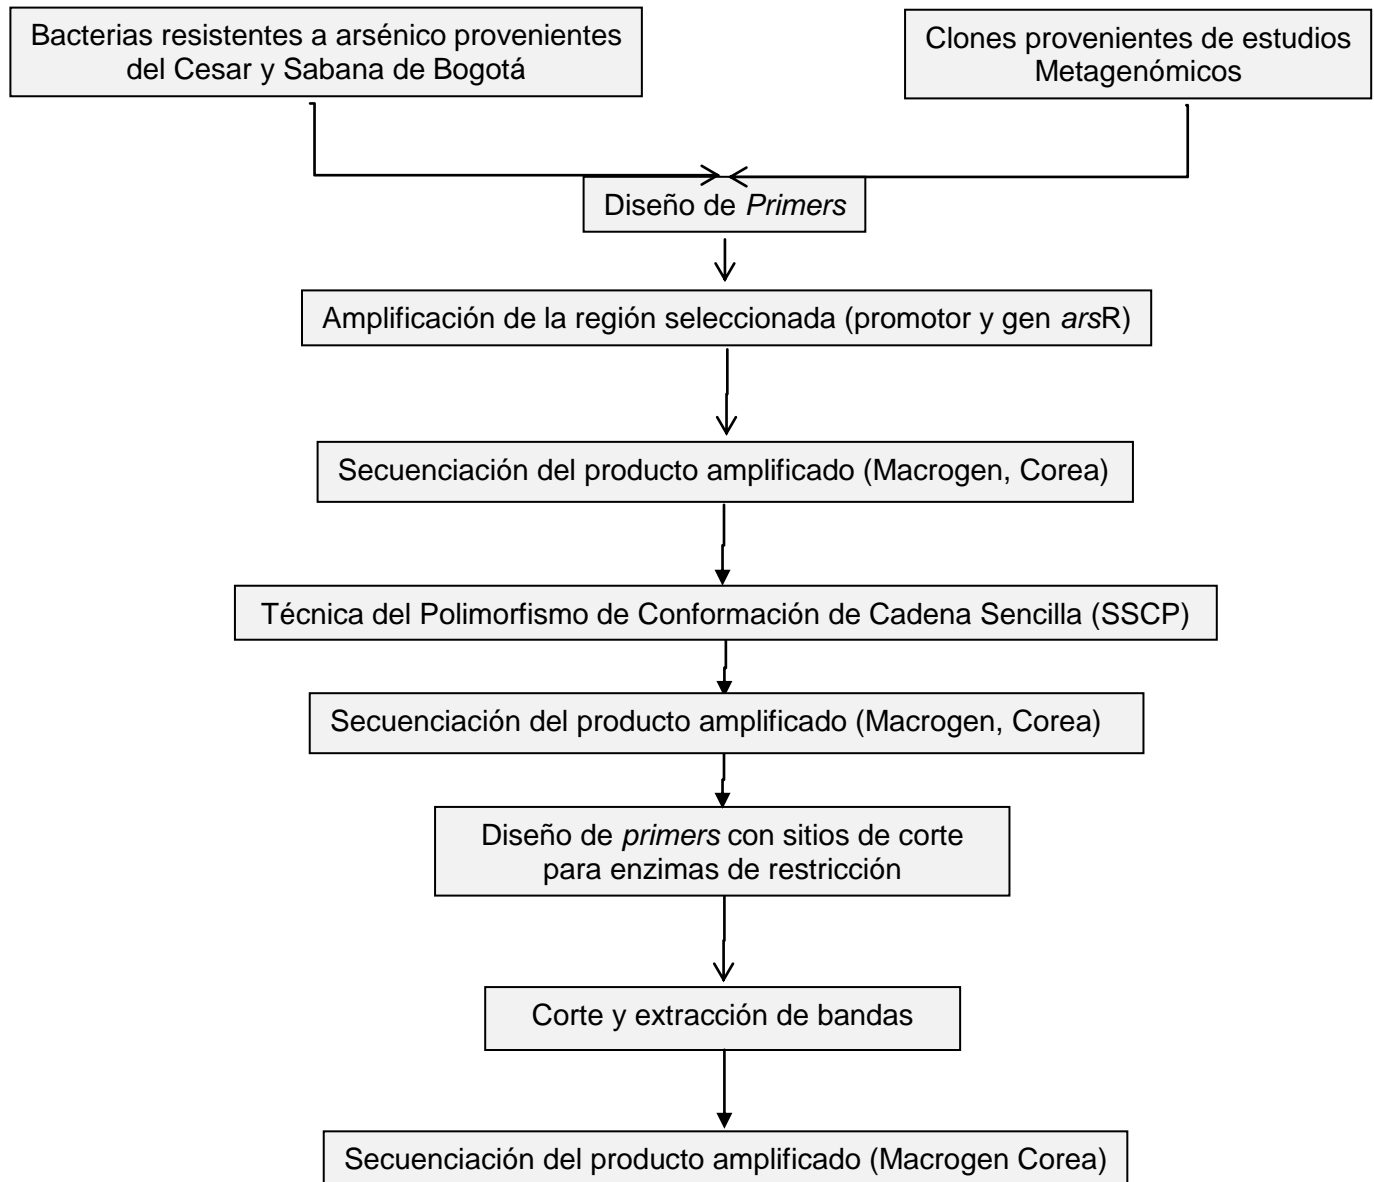 Bacterias resistentes a arsénico provenientes
del Cesar y Sabana de Bogotá
Clones provenientes de estudios
Metagenómicos
Diseño de Primers
Amplificación de la región seleccionada (promotor y gen arsR)
Secuenciación del producto amplificado (Macrogen, Corea)
Técnica del Polimorfismo de Conformación de Cadena Sencilla (SSCP)
Secuenciación del producto amplificado (Macrogen, Corea)
Diseño de primers con sitios de corte
para enzimas de restricción
Corte y extracción de bandas
Secuenciación del producto amplificado (Macrogen Corea)